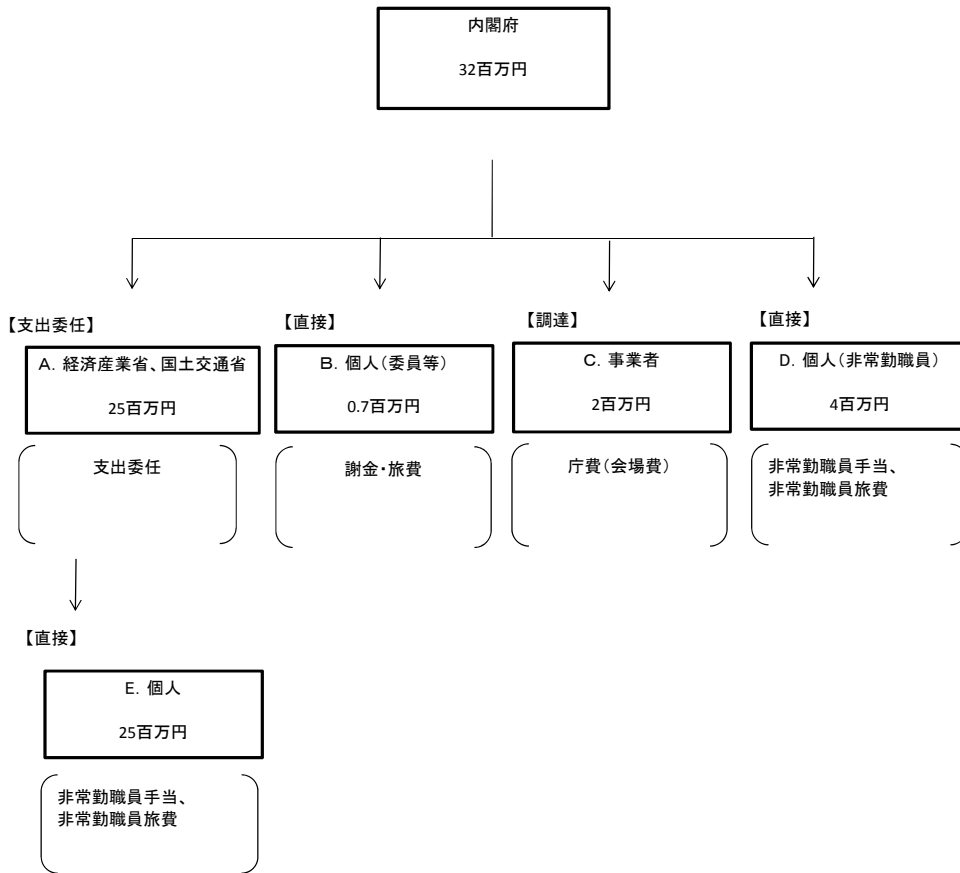 内閣府
32百万円
【支出委任】
【直接】
【調達】
【直接】
A. 経済産業省、国土交通省
25百万円
B. 個人(委員等)
0.7百万円
C. 事業者
2百万円
D. 個人(非常勤職員)
4百万円
支出委任
謝金・旅費
庁費(会場費)
非常勤職員手当、
非常勤職員旅費
【直接】
E. 個人
25百万円
非常勤職員手当、
非常勤職員旅費